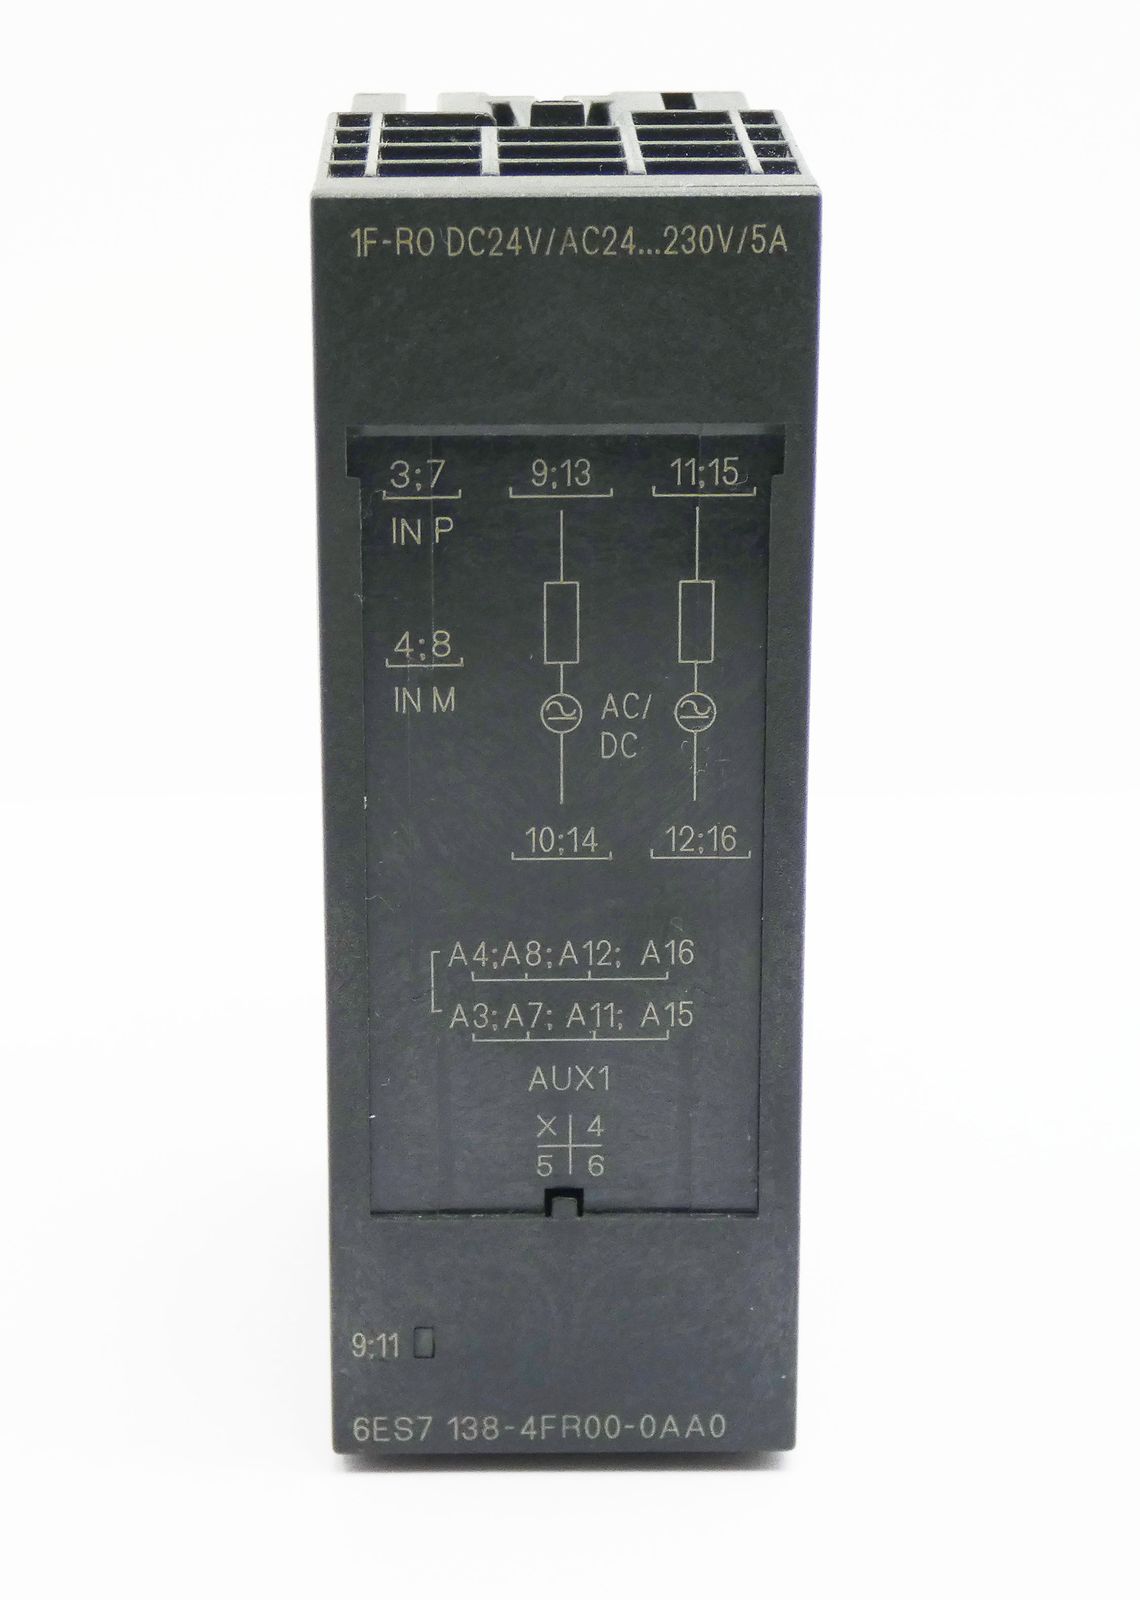 1F-RO DC24V/AC24...230V/5A
3;7 9;13 11;15
IN P
4;8
IN M
AC/
DC
10;14 12;16
A4;A8;A12; A16
A3;A7; A11; A15
AUX1
X 4
5 6
9;11
6ES7 138-4FR00-0AA0